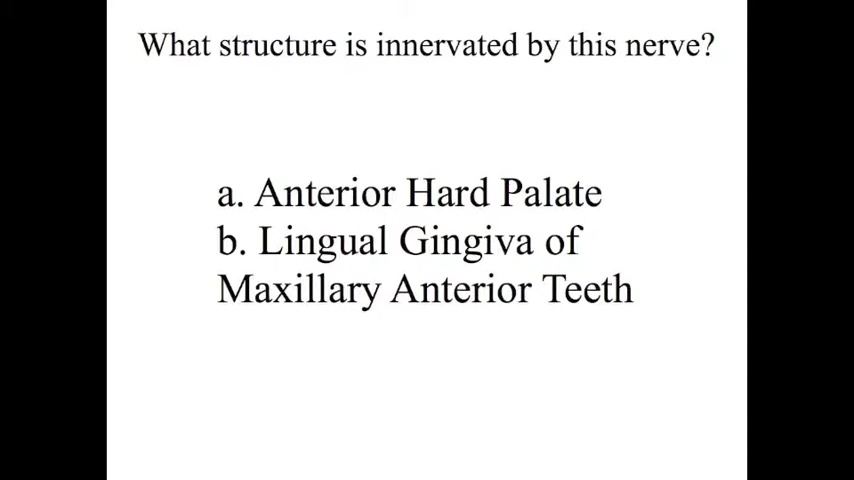 What structure is innervated by this nerve?
a. Anterior Hard Palate
b. Lingual Gingiva of
Maxillary Anterior Teeth